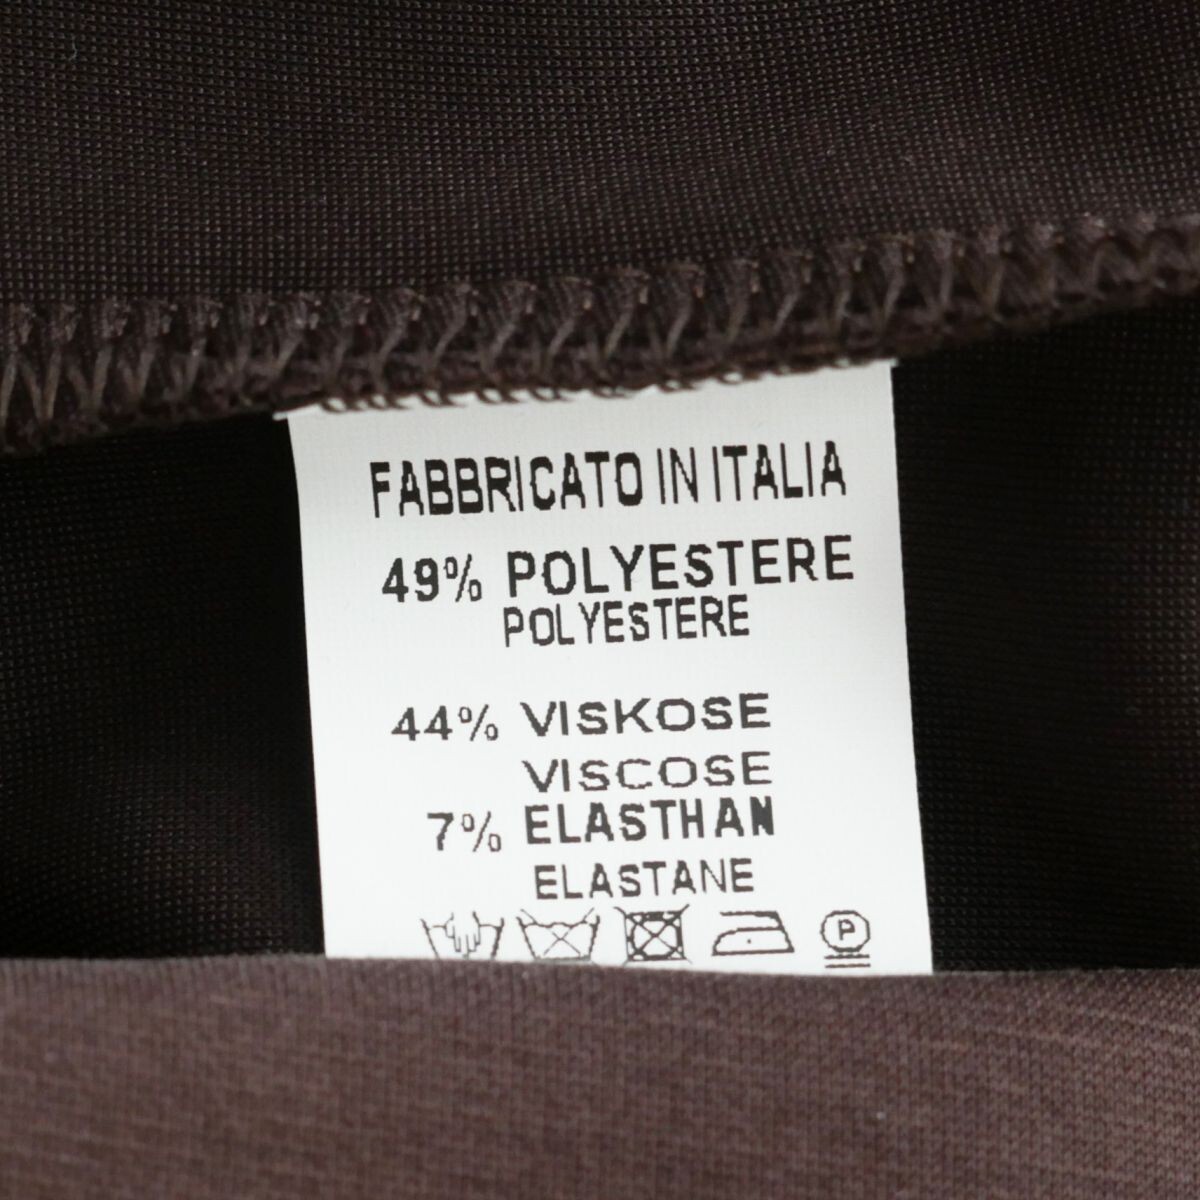 FABBRICATO IN ITALIA
49% POLYESTERE
POLYESTERE
44% VISKOSE
VISCOSE
7% ELASTHAN
ELASTANE
P